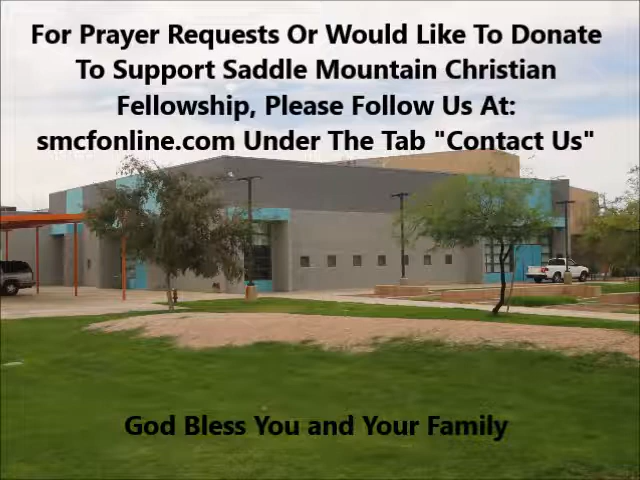 For Prayer Requests Or Would Like To Donate
To Support Saddle Mountain Christian
Fellowship, Please Follow Us At:
smcfonline.com Under The Tab "Contact Us"
God Bless You and Your Family